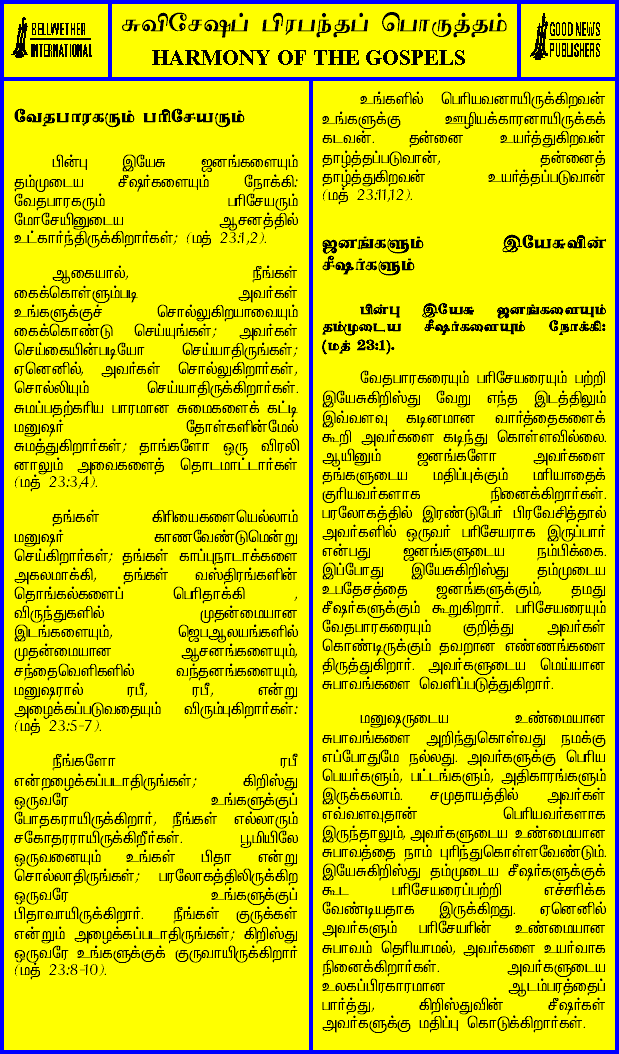 BELLWETHER
INTERNATIONAL
சுவிசேஷப் பிரபந்தப் பொருத்தம்
HARMONY OF THE GOSPELS
GOOD NEWS
PUBLISHERS
வேதபாரகரும் பரிசேயரும்
பின்பு இயேசு ஜனங்களையும்
தம்முடைய சீஷர்களையும் நோக்கி:
வேதபாரகரும் பரிசேயரும்
மோசேயினுடைய ஆசனத்தில்
உட்கார்ந்திருக்கிறார்கள்; (மத் 23:1,2).
ஆகையால், நீங்கள்
கைக்கொள்ளும்படி அவர்கள்
உங்களுக்குச் சொல்லுகிறயாவையும்
கைக்கொண்டு செய்யுங்கள்; அவர்கள்
செய்கையின்படியோ செய்யாதிருங்கள்;
ஏனெனில், அவர்கள் சொல்லுகிறார்கள்,
சொல்லியும் செய்யாதிருக்கிறார்கள்.
சுமப்பதற்கரிய பாரமான சுமைகளைக் கட்டி
மனுஷர் தோள்களின்மேல்
சுமத்துகிறார்கள்; தாங்களோ ஒரு விரலி
னாலும் அவைகளைத் தொடமாட்டார்கள்
(மத் 23:3,4).
தங்கள் கிரியைகளையெல்லாம்
மனுஷர் காணவேண்டுமென்று
செய்கிறார்கள்; தங்கள் காப்புநாடாக்களை
அகலமாக்கி, தங்கள் வஸ்திரங்களின்
தொங்கல்களைப் பெரிதாக்கி ,
விருந்துகளில் முதன்மையான
இடங்களையும், ஜெபஆலயங்களில்
முதன்மையான ஆசனங்களையும்,
சந்தைவெளிகளில் வந்தனங்களையும்,
மனுஷரால் ரபீ, ரபீ, என்று
அழைக்கப்படுவதையும் விரும்புகிறார்கள்:
(மத் 23:5-7).
நீங்களோ ரபீ
என்றழைக்கப்படாதிருங்கள்; கிறிஸ்து
ஒருவரே உங்களுக்குப்
போதகராயிருக்கிறார், நீங்கள் எல்லாரும்
சகோதரராயிருக்கிறீர்கள். பூமியிலே
ஒருவனையும் உங்கள் பிதா என்று
சொல்லாதிருங்கள்; பரலோகத்திலிருக்கிற
ஒருவரே உங்களுக்குப்
பிதாவாயிருக்கிறார். நீங்கள் குருக்கள்
என்றும் அழைக்கப்படாதிருங்கள்; கிறிஸ்து
ஒருவரே உங்களுக்குக் குருவாயிருக்கிறார்
(மத் 23:8-10).
உங்களில் பெரியவனாயிருக்கிறவன்
உங்களுக்கு ஊழியக்காரனாயிருக்கக்
கடவன். தன்னை உயர்த்துகிறவன்
தாழ்த்தப்படுவான், தன்னைத்
தாழ்த்துகிறவன் உயர்த்தப்படுவான்
(மத் 23:11,12).
ஜனங்களும் இயேசுவின்
சீஷர்களும்
பின்பு இயேசு ஜனங்களையும்
தம்முடைய சீஷர்களையும் நோக்கி:
(மத் 23:1).
வேதபாரகரையும் பரிசேயரையும் பற்றி
இயேசுகிறிஸ்து வேறு எந்த இடத்திலும்
இவ்வளவு கடினமான வார்த்தைகளைக்
கூறி அவர்களை கடிந்து கொள்ளவில்லை.
ஆயினும் ஜனங்களோ அவர்களை
தங்களுடைய மதிப்புக்கும் மரியாதைக்
குரியவர்களாக நினைக்கிறார்கள்.
பரலோகத்தில் இரண்டுபேர் பிரவேசித்தால்
அவர்களில் ஒருவர் பரிசேயராக இருப்பார்
என்பது ஜனங்களுடைய நம்பிக்கை.
இப்போது இயேசுகிறிஸ்து தம்முடைய
உபதேசத்தை ஜனங்களுக்கும், தமது
சீஷர்களுக்கும் கூறுகிறார். பரிசேயரையும்
வேதபாரகரையும் குறித்து அவர்கள்
கொண்டிருக்கும் தவறான எண்ணங்களை
திருத்துகிறார். அவர்களுடைய மெய்யான
சுபாவங்களை வெளிப்படுத்துகிறார்.
மனுஷருடைய உண்மையான
சுபாவங்களை அறிந்துகொள்வது நமக்கு
எப்போதுமே நல்லது. அவர்களுக்கு பெரிய
பெயர்களும், பட்டங்களும், அதிகாரங்களும்
இருக்கலாம். சமுதாயத்தில் அவர்கள்
எவ்வளவுதான் பெரியவர்களாக
இருந்தாலும், அவர்களுடைய உண்மையான
சுபாவத்தை நாம் புரிந்துகொள்ளவேண்டும்.
இயேசுகிறிஸ்து தம்முடைய சீஷர்களுக்குக்
கூட பரிசேயரைப்பற்றி எச்சரிக்க
வேண்டியதாக இருக்கிறது. ஏனெனில்
அவர்களும் பரிசேயரின் உண்மையான
சுபாவம் தெரியாமல், அவர்களை உயர்வாக
நினைக்கிறார்கள். அவர்களுடைய
உலகப்பிரகாரமான ஆடம்பரத்தைப்
பார்த்து, கிறிஸ்துவின் சீஷர்கள்
அவர்களுக்கு மதிப்பு கொடுக்கிறார்கள்.